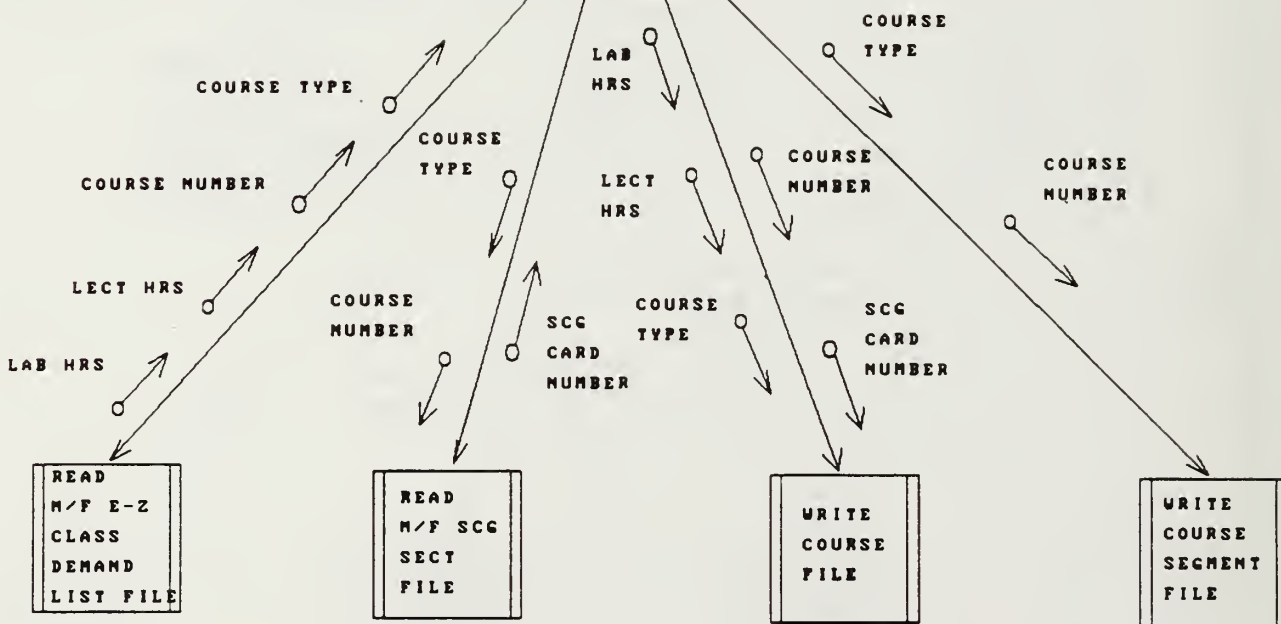 COURSE TYPE
COURSE NUMBER
LECT HRS
LAB HRS
COURSE
TYPE
COURSE
NUMBER
SCG
CARD
NUMBER
LAB
HRS
LECT
HRS
COURSE
TYPE
COURSE
NUMBER
SCG
CARD
NUMBER
COURSE
TYPE
COURSE
NUMBER
READ
M/F E-Z
CLASS
DEMAND
LIST FILE
READ
M/F SCG
SECT
FILE
WRITE
COURSE
FILE
WRITE
COURSE
SEGMENT
FILE